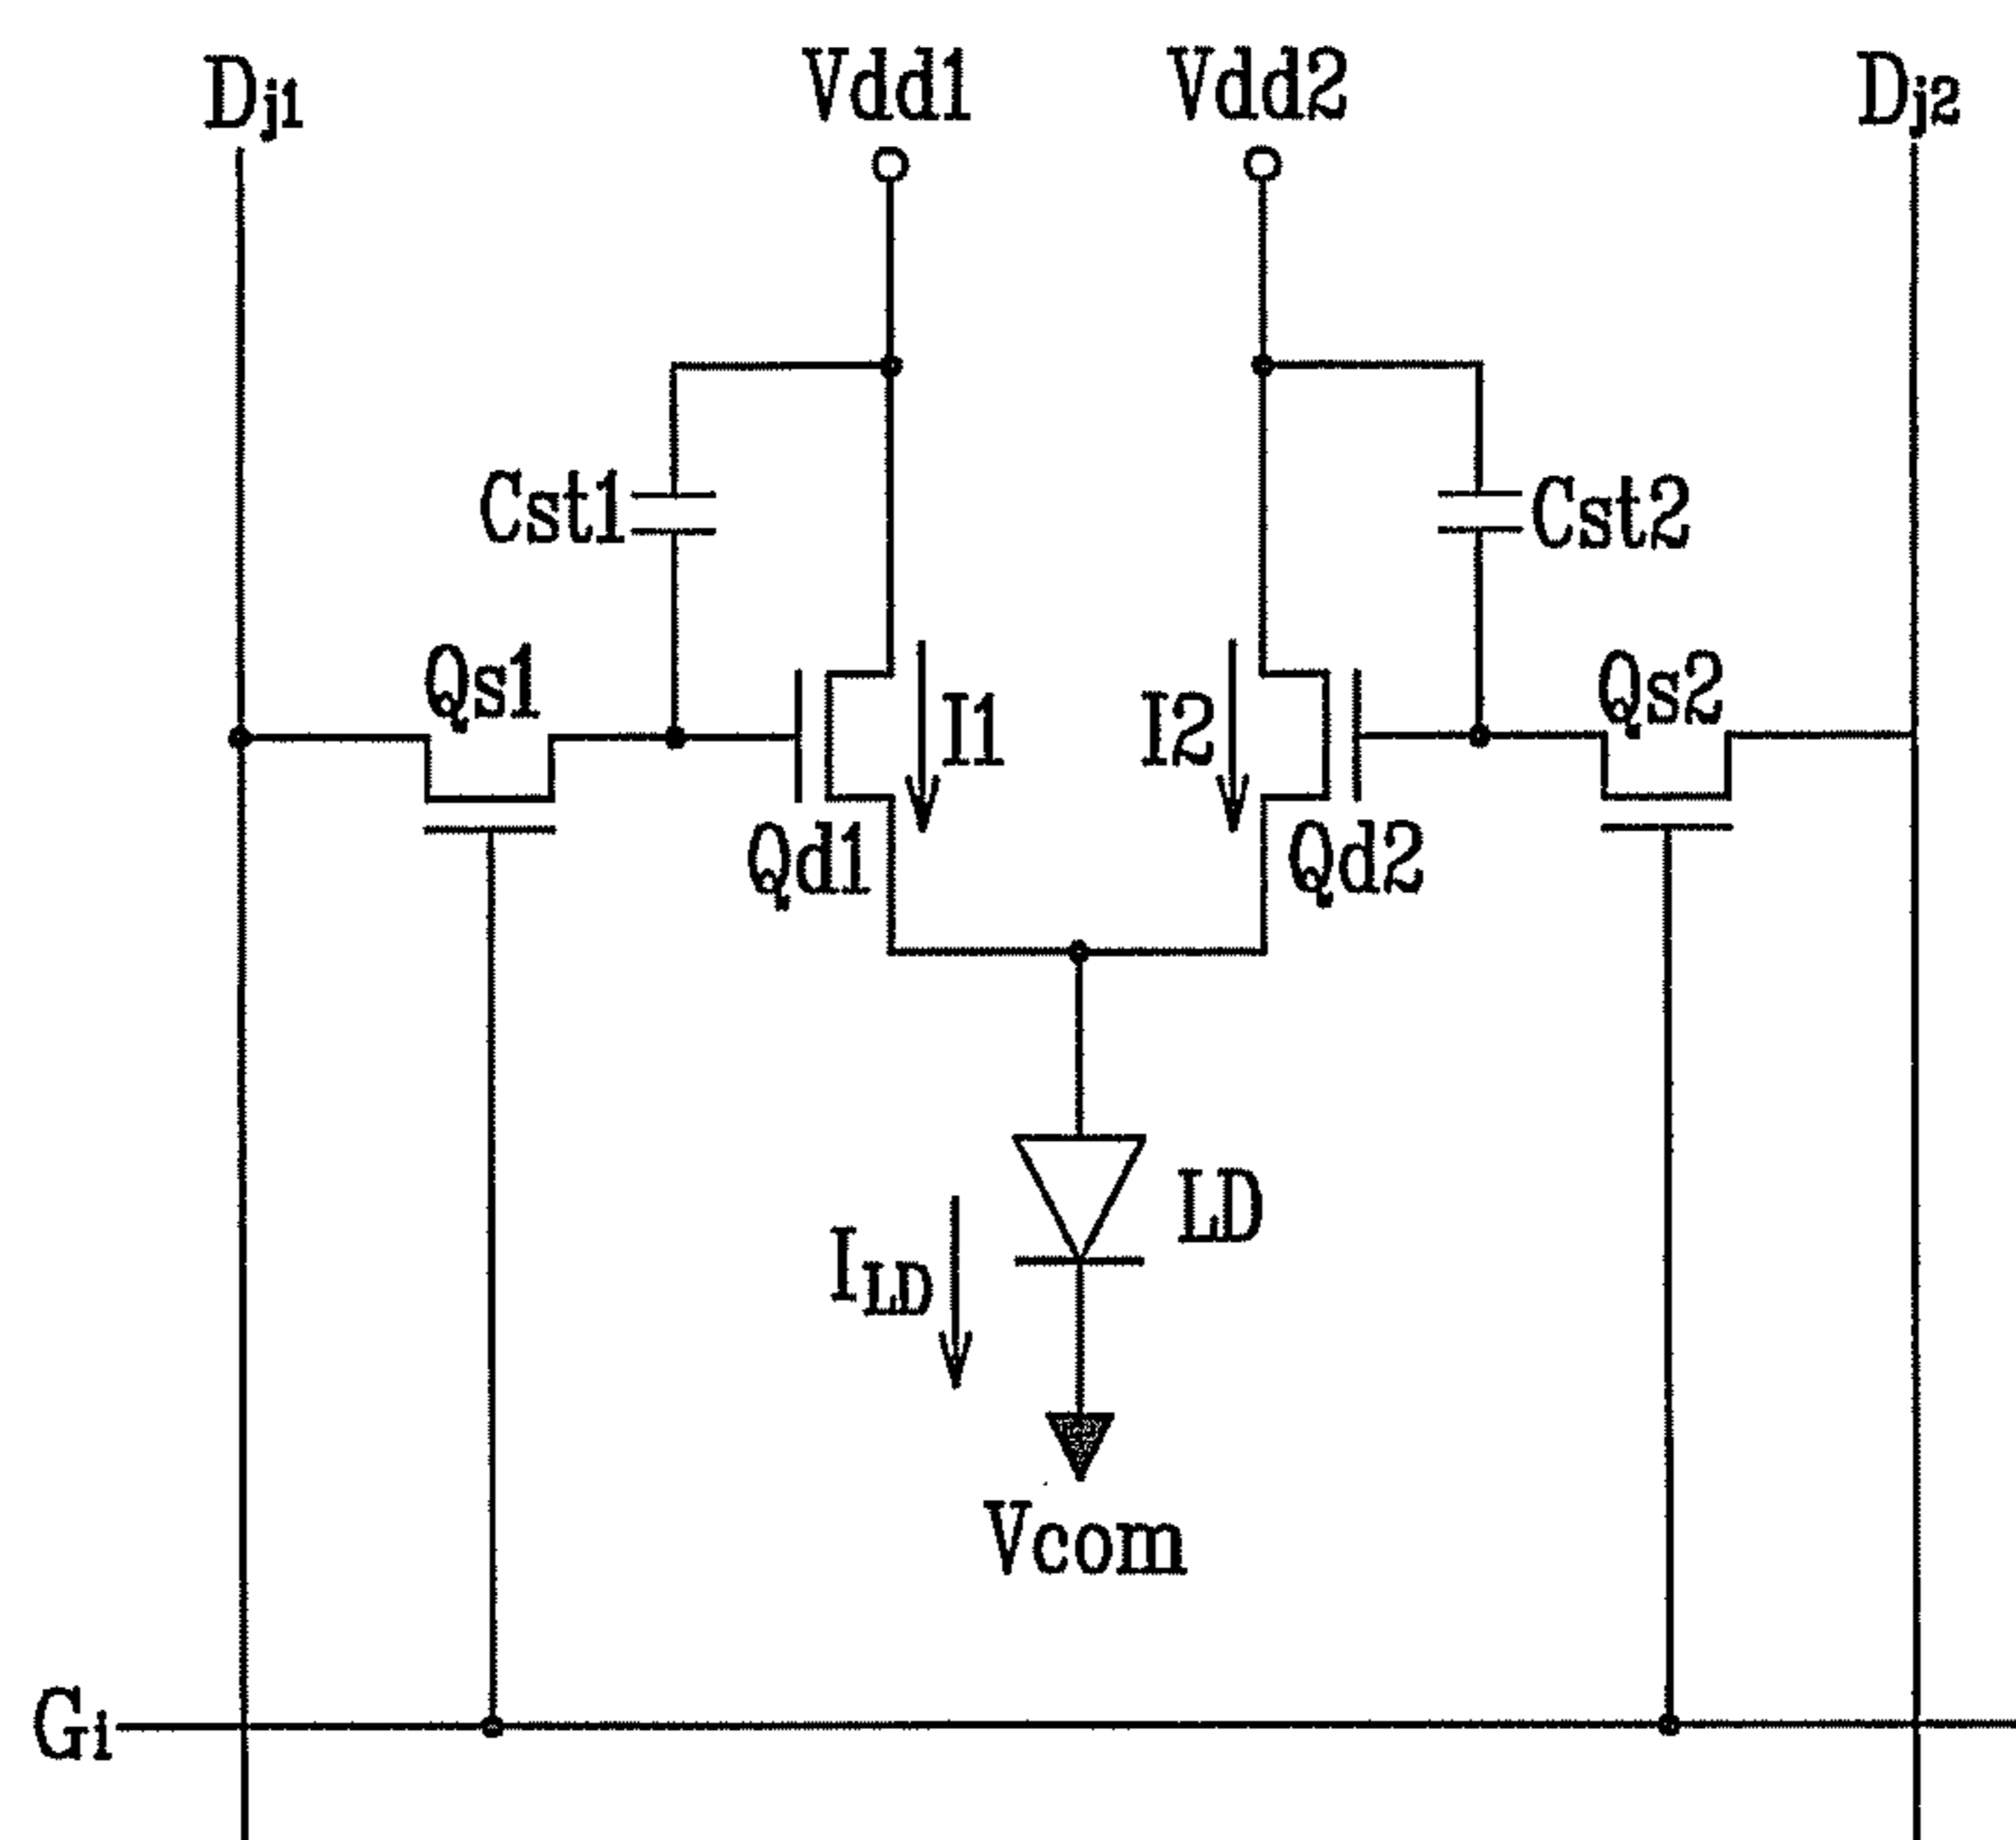 Dj1
Vdd1
Vdd2
Dj2
Cst1
Cst2
Qs1
I1
I2
Qs2
Qd1
Qd2
LD
ILD
Vcom
Gi